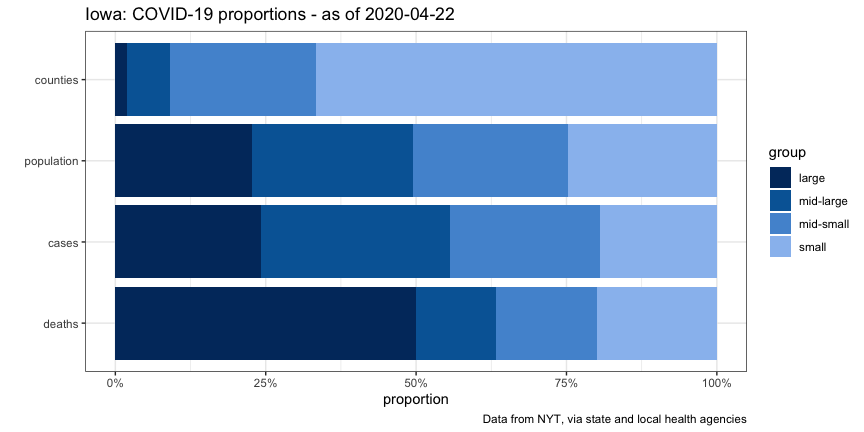 Iowa: COVID-19 proportions - as of 2020-04-22
counties
population
cases
deaths
0% 25% 50% 75% 100%
proportion
group
large
mid-large
mid-small
small
Data from NYT, via state and local health agencies